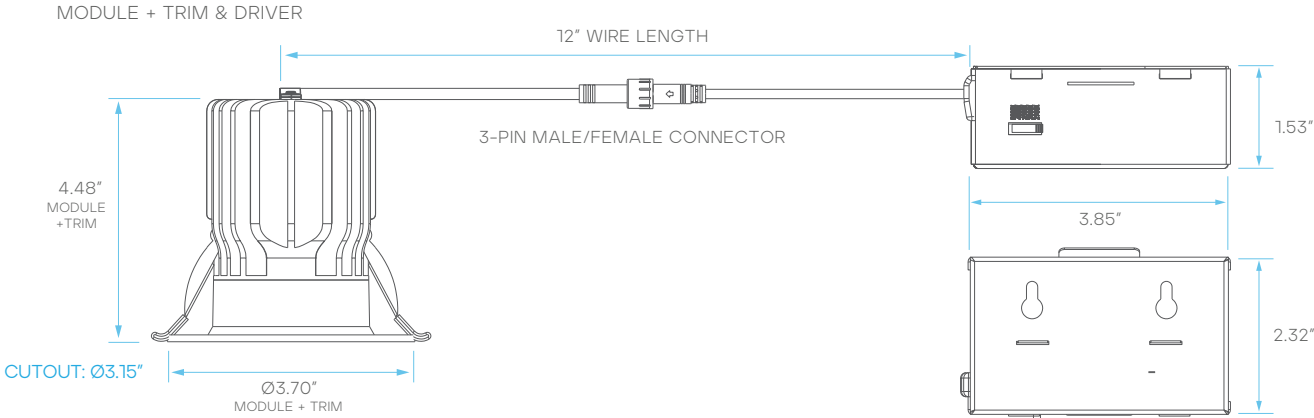 MODULE + TRIM & DRIVER
12" WIRE LENGTH
3-PIN MALE/FEMALE CONNECTOR
1.53"
4.48"
MODULE
+TRIM
3.85"
2.32"
CUTOUT: Ø3.15"
Ø3.70"
MODULE + TRIM